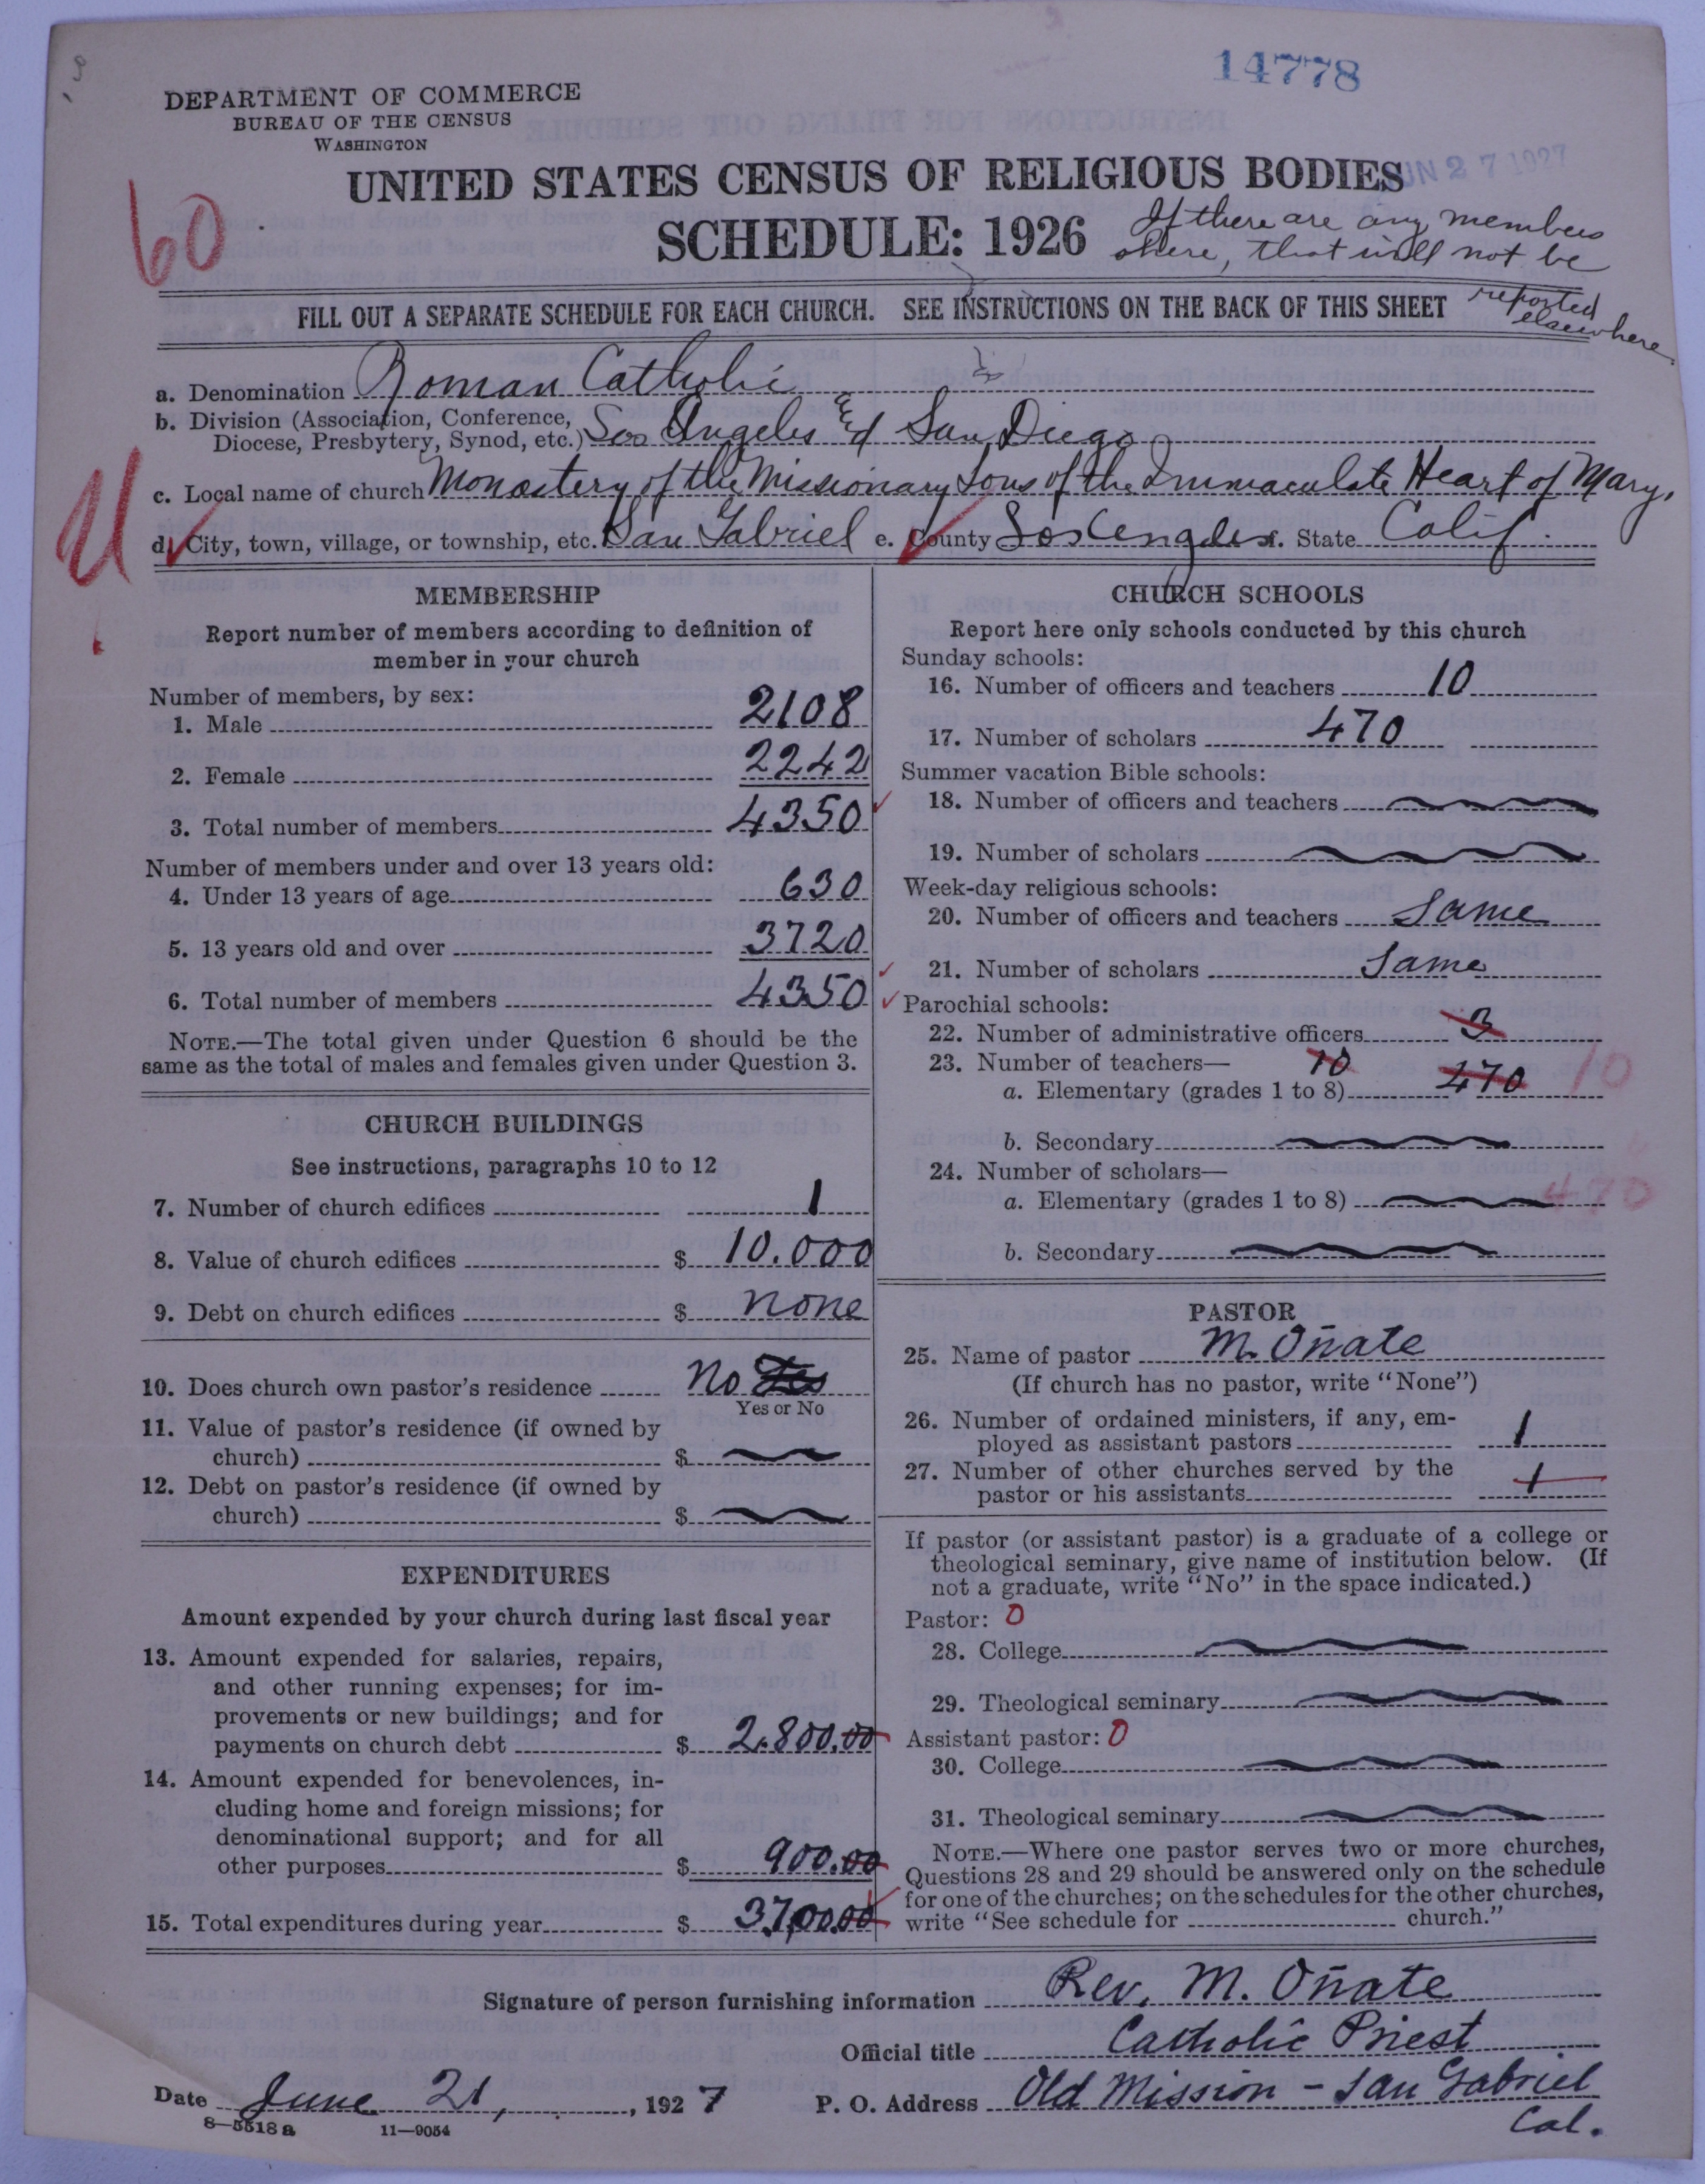 14778
DEPARTMENT OF COMMERCE
BUREAU OF THE CENSUS
WASHINGTON
UNITED STATES CENSUS OF RELIGIOUS BODIES
JUN 27 1927
SCHEDULE: 1926
If there are any members
here, that will not be
reported
elsewhere.
60
FILL OUT A SEPARATE SCHEDULE FOR EACH CHURCH. SEE INSTRUCTIONS ON THE BACK OF THIS SHEET
a. Denomination Roman Catholic
b. Division (Association, Conference,
Diocese, Presbytery, Synod, etc.) Los Angeles & San Diego
c. Local name of church Monastery of the Missionary Sons of the Immaculate Heart of Mary.
d. City, town, village, or township, etc. San Gabriel e. County Los Angeles f. State Calif.
MEMBERSHIP
Report number of members according to definition of
member in your church
Number of members, by sex:
1. Male 2108
2. Female 2242
3. Total number of members 4350
Number of members under and over 13 years old:
4. Under 13 years of age 630
5. 13 years old and over 3720
6. Total number of members 4350
NOTE.—The total given under Question 6 should be the
same as the total of males and females given under Question 3.
CHURCH BUILDINGS
See instructions, paragraphs 10 to 12
7. Number of church edifices 1
8. Value of church edifices $ 10.000
9. Debt on church edifices $ none
10. Does church own pastor's residence No Yes
Yes or No
11. Value of pastor's residence (if owned by
church) $
12. Debt on pastor's residence (if owned by
church) $
EXPENDITURES
Amount expended by your church during last fiscal year
13. Amount expended for salaries, repairs,
and other running expenses; for im-
provements or new buildings; and for
payments on church debt $ 2.800.00
14. Amount expended for benevolences, in-
cluding home and foreign missions; for
denominational support; and for all
other purposes $ 900.00
15. Total expenditures during year $ 3700.00
CHURCH SCHOOLS
Report here only schools conducted by this church
Sunday schools:
16. Number of officers and teachers 10
17. Number of scholars 470
Summer vacation Bible schools:
18. Number of officers and teachers
19. Number of scholars
Week-day religious schools:
20. Number of officers and teachers Same
21. Number of scholars Same
Parochial schools:
22. Number of administrative officers 3
23. Number of teachers— 10
a. Elementary (grades 1 to 8) 470 10
b. Secondary
24. Number of scholars—
a. Elementary (grades 1 to 8) 470
b. Secondary
PASTOR
25. Name of pastor M. Oñate
(If church has no pastor, write "None")
26. Number of ordained ministers, if any, em-
ployed as assistant pastors 1
27. Number of other churches served by the
pastor or his assistants 1
If pastor (or assistant pastor) is a graduate of a college or
theological seminary, give name of institution below. (If
not a graduate, write "No" in the space indicated.)
Pastor: 0
28. College
29. Theological seminary
Assistant pastor: 0
30. College
31. Theological seminary
NOTE.—Where one pastor serves two or more churches,
Questions 28 and 29 should be answered only on the schedule
for one of the churches; on the schedules for the other churches,
write "See schedule for church."
Signature of person furnishing information Rev. M. Oñate
Official title Catholic Priest
Date June 21, 1927 P. O. Address Old Mission - San Gabriel
Cal.
8—5518a 11—9054